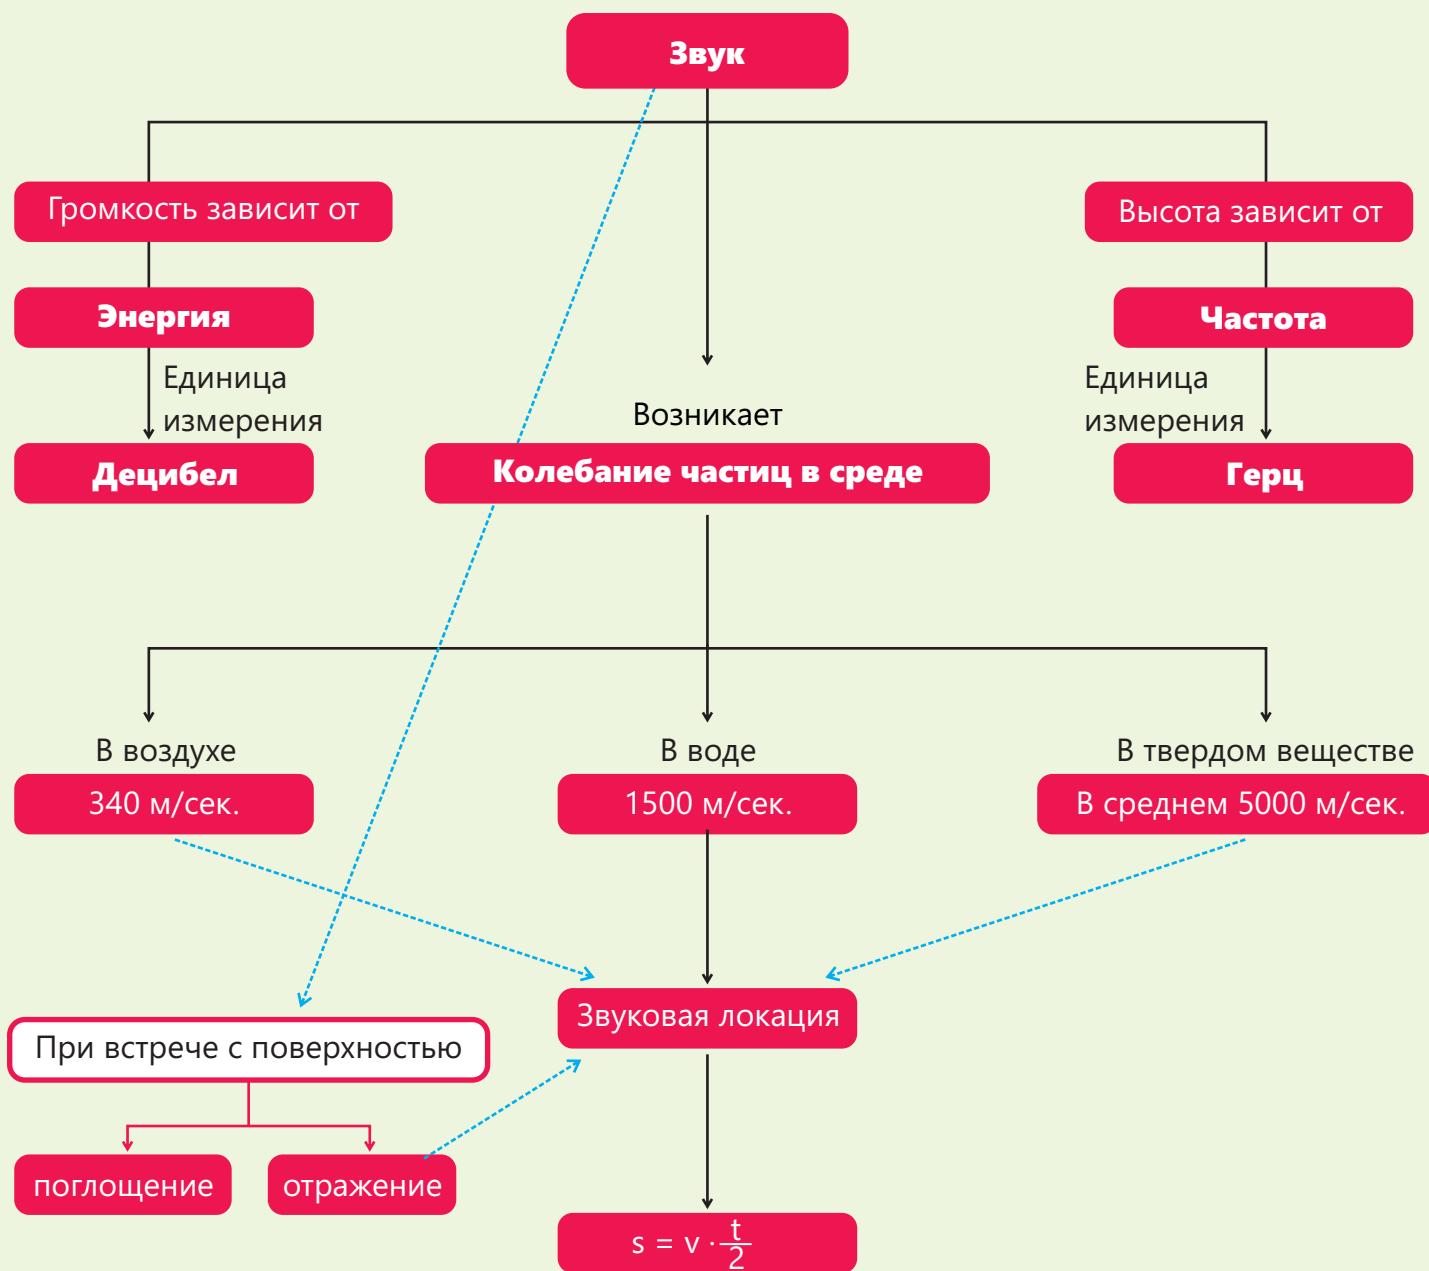 Звук
Громкость зависит от
Высота зависит от
Энергия
Частота
Единица
измерения
Единица
измерения
Возникает
Децибел
Колебание частиц в среде
Герц
В воздухе
В воде
В твердом веществе
340 м/сек.
1500 м/сек.
В среднем 5000 м/сек.
Звуковая локация
При встрече с поверхностью
поглощение
отражение
s = v · t/2